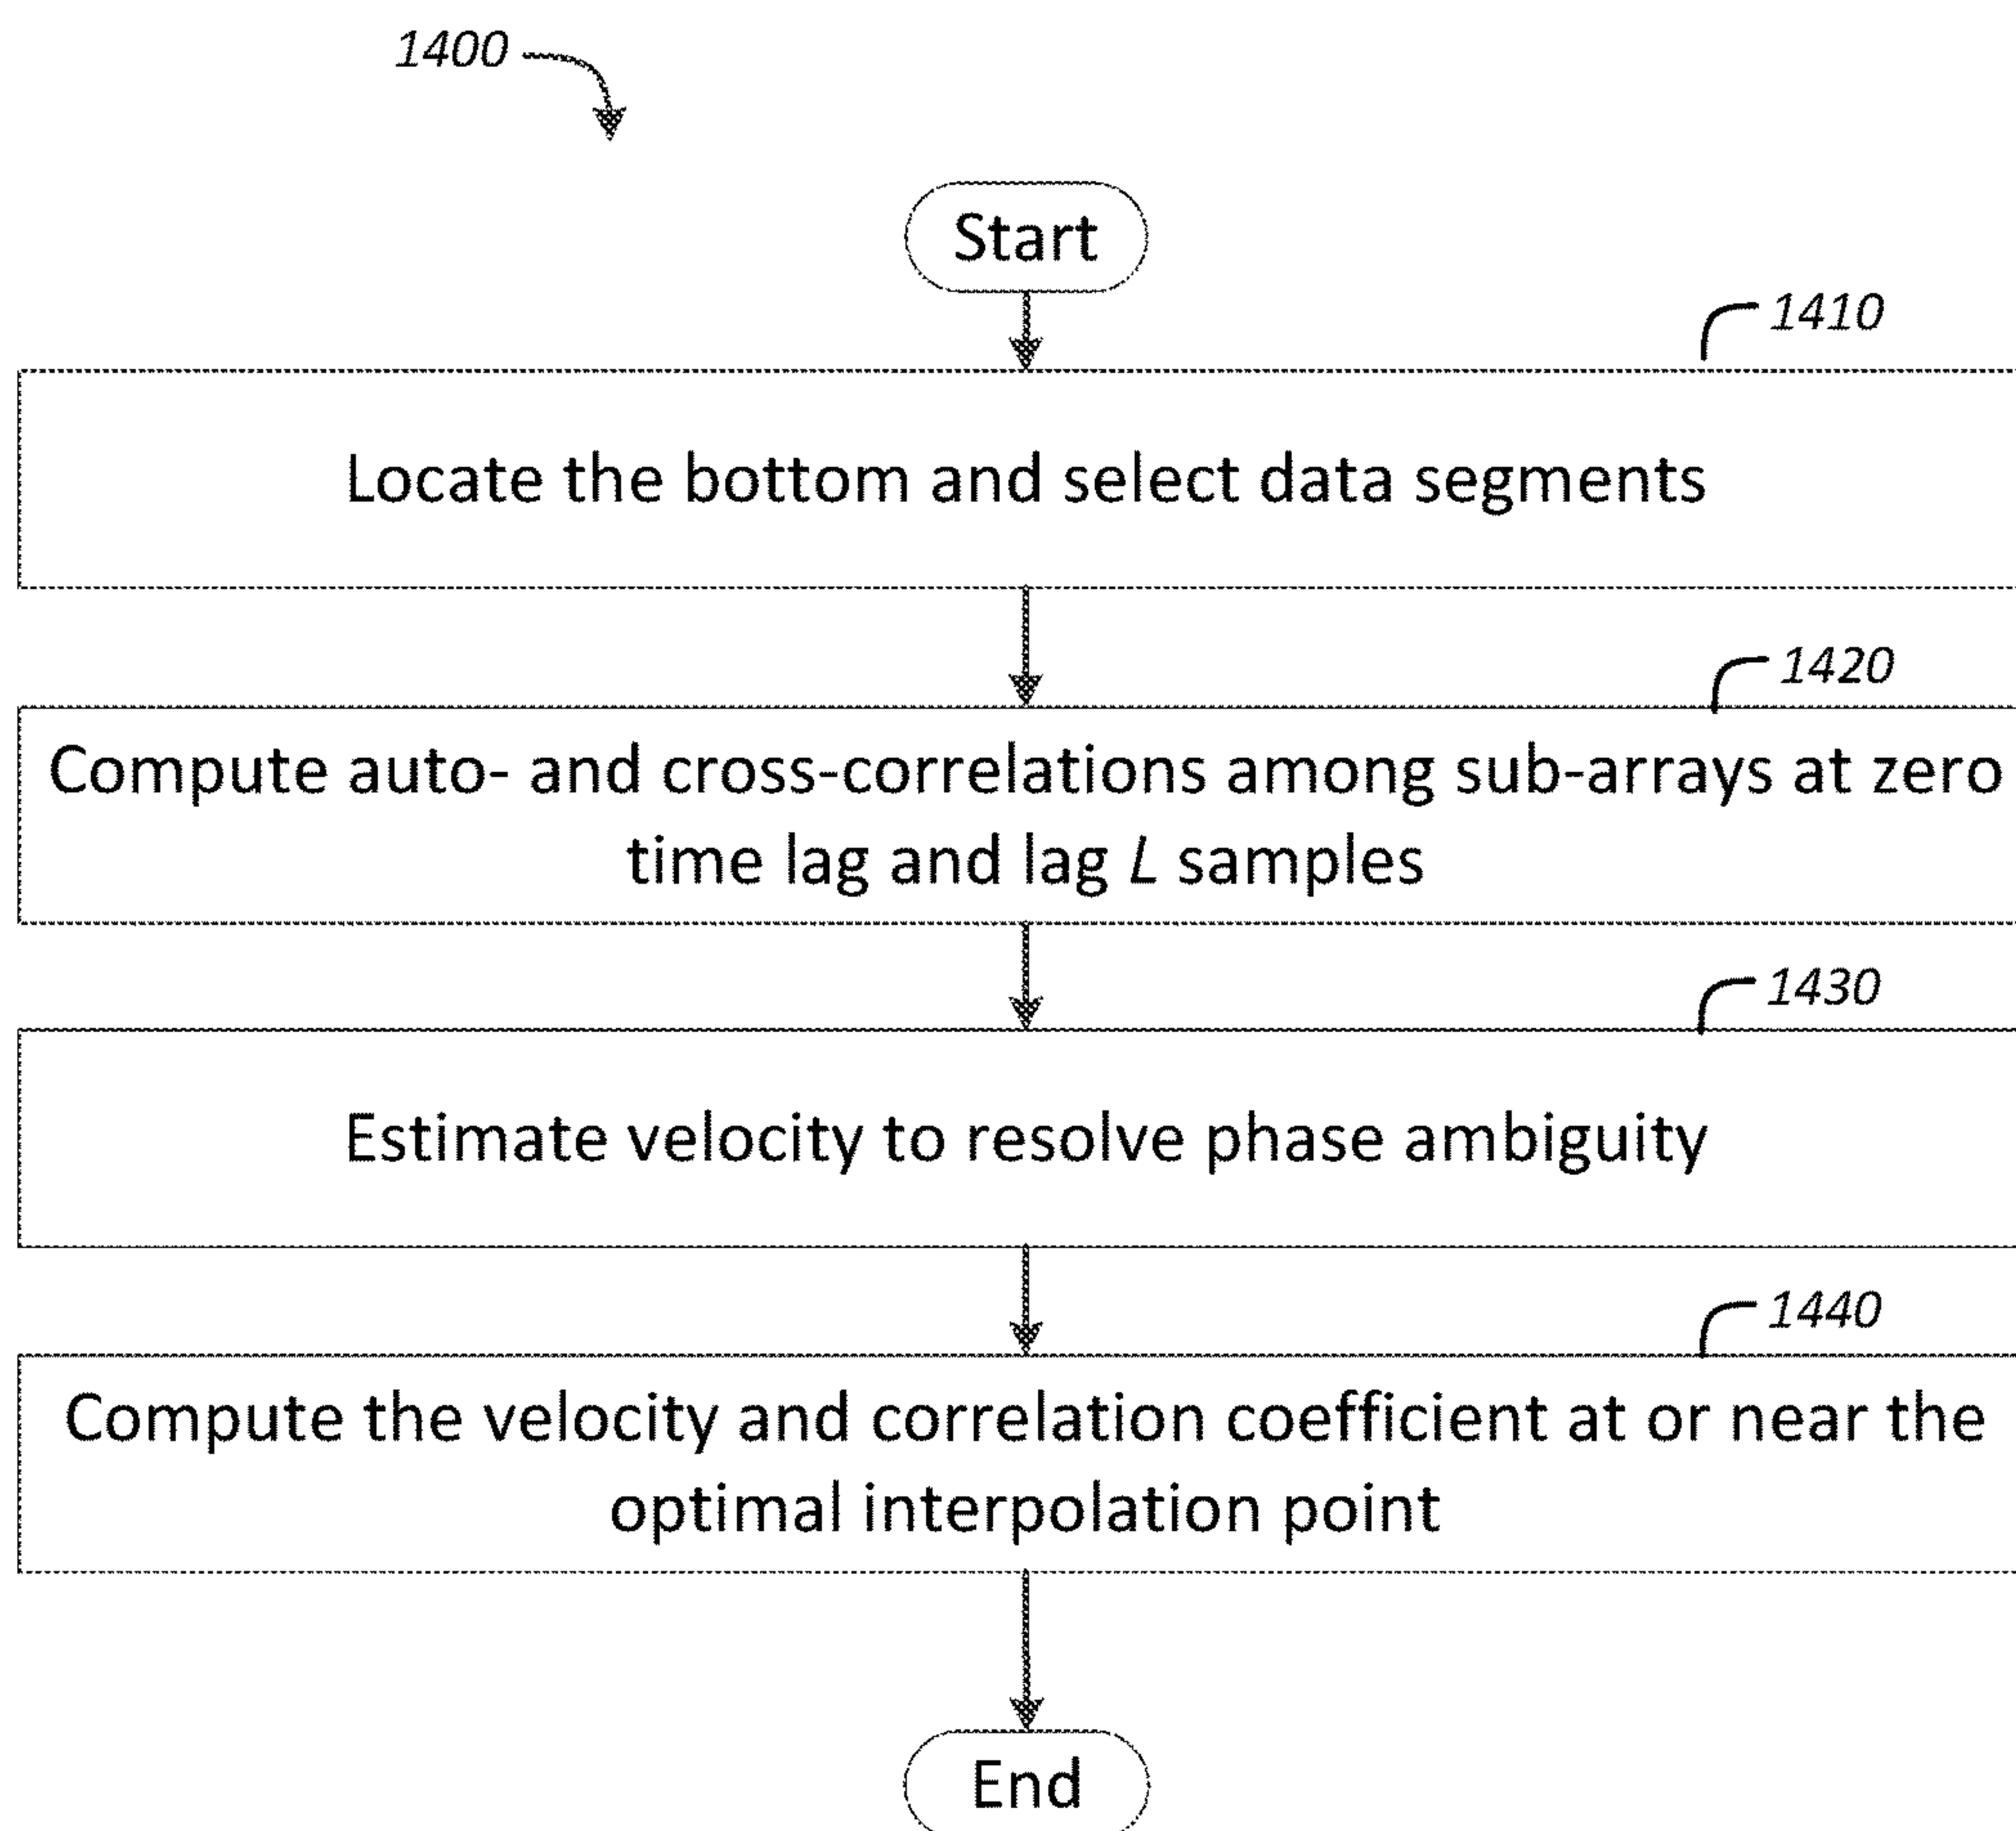 1400
Start
1410
Locate the bottom and select data segments
1420
Compute auto- and cross-correlations among sub-arrays at zero
time lag and lag L samples
1430
Estimate velocity to resolve phase ambiguity
1440
Compute the velocity and correlation coefficient at or near the
optimal interpolation point
End